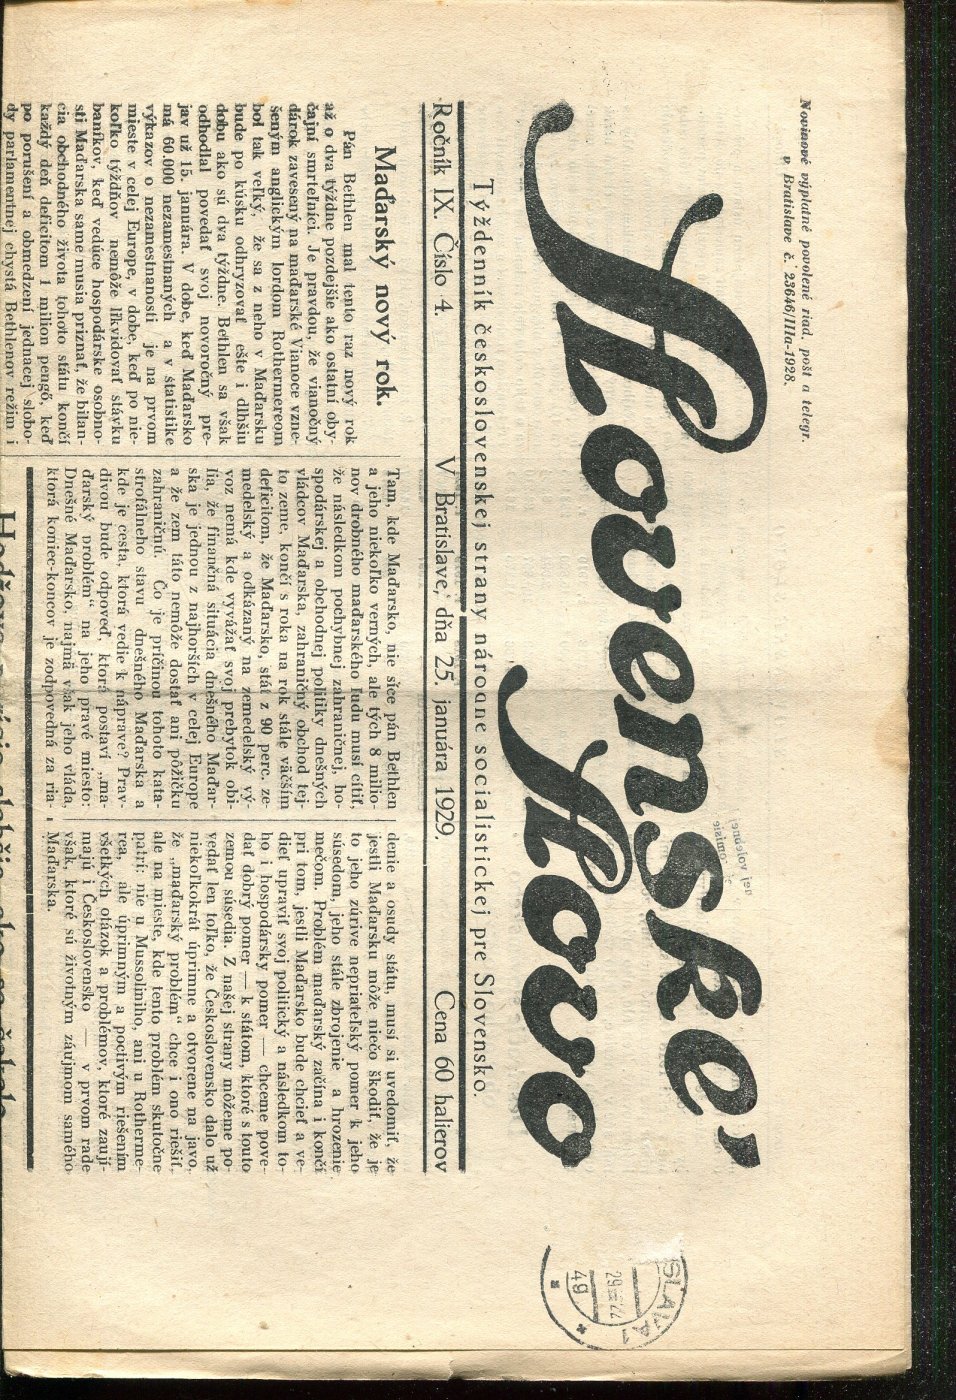 Novinové výplatné povolené riad. pošt a telegr.
v Bratislave č. 23646/IIIa-1928.
Slovenské
Slovo
SLAVA 1
49
Týždenník československej strany národne socialistickej pre Slovensko.
Ročník IX. Číslo 4.
V Bratislave, dňa 25. januára 1929.
Cena 60 halierov
Maďarský nový rok.
Pán Bethlen mal tento raz nový rok
až o dva týždne pozdejšie ako ostatní oby-
čajní smrteľníci. Je pravdou, že vianočný
dárok zavesený na maďarské Vianoce vzne-
šeným anglickým lordom Rothermereom
bol tak veľký, že sa z neho v Maďarsku
bude po kúsku odhryzovať ešte i dlhšiu
dobu ako sú dva týždne. Bethlen sa však
odhodlal povedať svoj novoročný pre-
jav už 15. januára. V dobe, keď Maďarsko
má 60.000 nezamestnaných a v štatistike
výkazov o nezamestnanosti je na prvom
mieste v celej Europe, v dobe, keď po nie-
koľko týždňov nemôže likvidovať stávku
baníkov, keď vedúce hospodárske osobno-
sti Maďarska samé musia priznať, že bilan-
cia obchodného života tohoto štátu končí
každý deň deficitom 1 milion pengő, keď
po porušení a obmedzení jednacej slobo-
dy parlamentnej chystá Bethlenov režim i
Tam, kde Maďarsko, nie síce pán Bethlen
a jeho niekoľko verných, ale tých 8 milio-
nov drobného maďarského ľudu musí cítiť,
že následkom pochybnej zahraničnej, ho-
spodárskej a obchodnej politiky dnešných
vládcov Maďarska, zahraničný obchod tej-
to zeme, končí s roka na rok stále väčším
deficitom, že Maďarsko, štát z 90 perc. ze-
medelský a odkázaný na zemedelský vý-
voz nemá kde vyvážať svoj prebytok obi-
lia, že finančná situácia dnešného Maďar-
ska je jednou z najhorších v celej Europe
a že zem táto nemôže dostať ani pôžičku
zahraničnú. Čo je príčinou tohoto kata-
strofálneho stavu dnešného Maďarska a
kde je cesta, ktorá vedie k náprave? Prav-
divou bude odpoveď, ktorá postaví „ma-
ďarský problém“ na jeho pravé miesto:
Dnešné Maďarsko, najmä však jeho vláda,
ktorá koniec-koncov je zodpovedná za ria-
denie a osudy státu, musí si uvedomiť, že
jestli Maďarsku môže niečo škodiť, že je
to jeho zúrive nepriateľský pomer k jeho
súsedom, jeho stále zbrojenie a hrozenie
mečom. Problém maďarský začína i končí
pri tom, jestli Maďarsko bude chcieť a ve-
dieť upraviť svoj politický a následkom to-
ho i hospodársky pomer — chceme pove-
dať dobrý pomer — k státom, ktoré s touto
zemou súsedia. Z našej strany môžeme po-
vedať len toľko, že Československo dalo už
niekoľkokrát úprimne a otvorene na javo,
že „maďarský problém“ chce i ono riešiť,
ale na mieste, kde tento problém skutočne
patrí: nie u Mussoliniho, ani u Rotherme-
rea, ale úprimným a poctivým riešením
všetkých otázok a problémov, ktoré zaují-
majú i Československo — v prvom rade
však, ktoré sú životným záujmom samého
Maďarska.